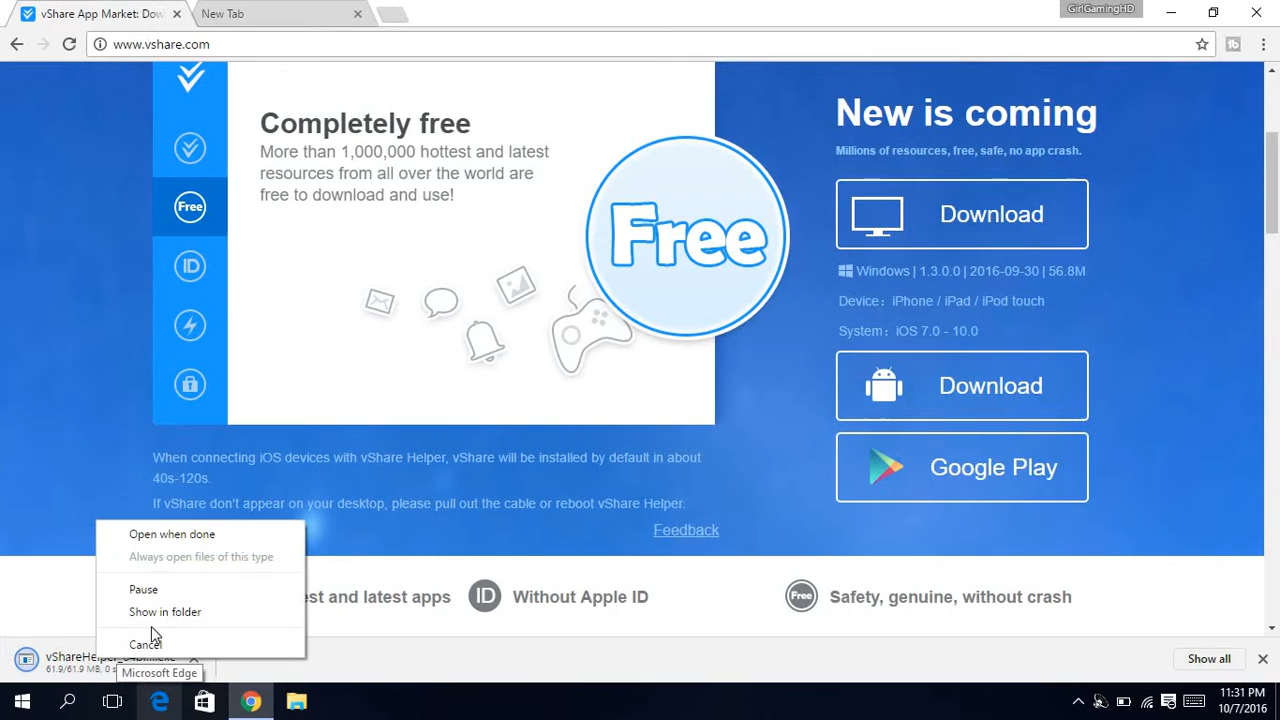 vShare App Market: Dow
New Tab
GirlGamingHD
www.vshare.com
Completely free
More than 1,000,000 hottest and latest
resources from all over the world are
free to download and use!
Free
Free
ID
New is coming
Millions of resources, free, safe, no app crash.
Download
Windows | 1.3.0.0 | 2016-09-30 | 56.8M
Device: iPhone / iPad / iPod touch
System: iOS 7.0 - 10.0
Download
Google Play
When connecting iOS devices with vShare Helper, vShare will be installed by default in about
40s-120s.
If vShare don't appear on your desktop, please pull out the cable or reboot vShare Helper.
Feedback
Open when done
Always open files of this type
Pause
Show in folder
Cancel
est and latest apps
ID
Without Apple ID
Free
Safety, genuine, without crash
61.9/61.9 MB, 0 s
Microsoft Edge
Show all
11:31 PM
10/7/2016